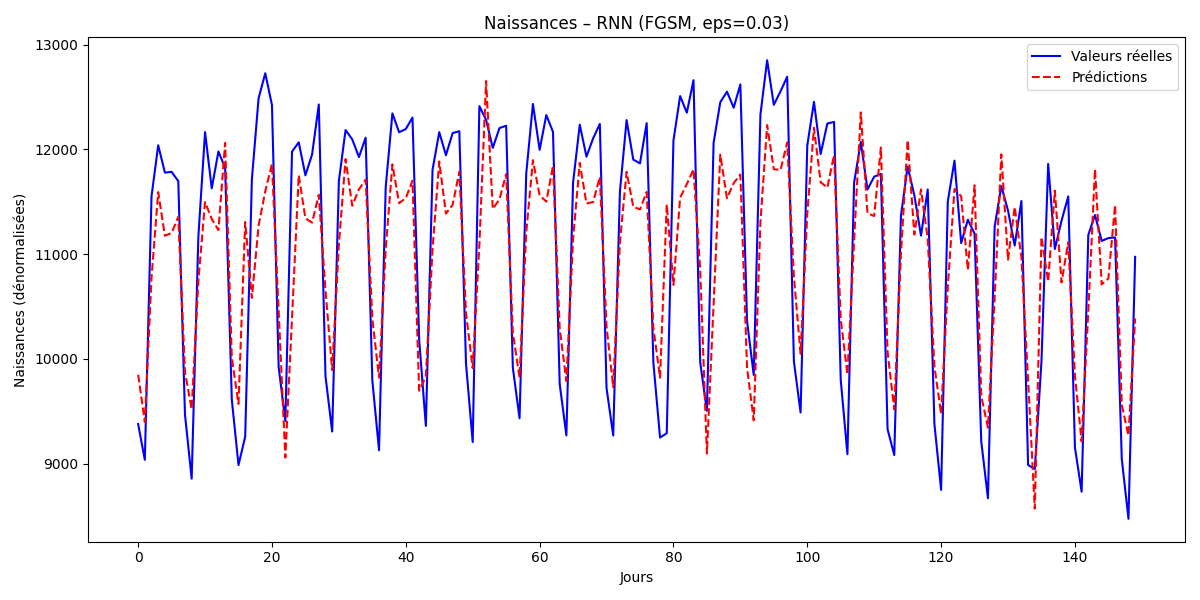 Naissances – RNN (FGSM, eps=0.03)
Valeurs réelles
Prédictions
Naissances (dénormalisées)
13000
12000
11000
10000
9000
0 20 40 60 80 100 120 140
Jours